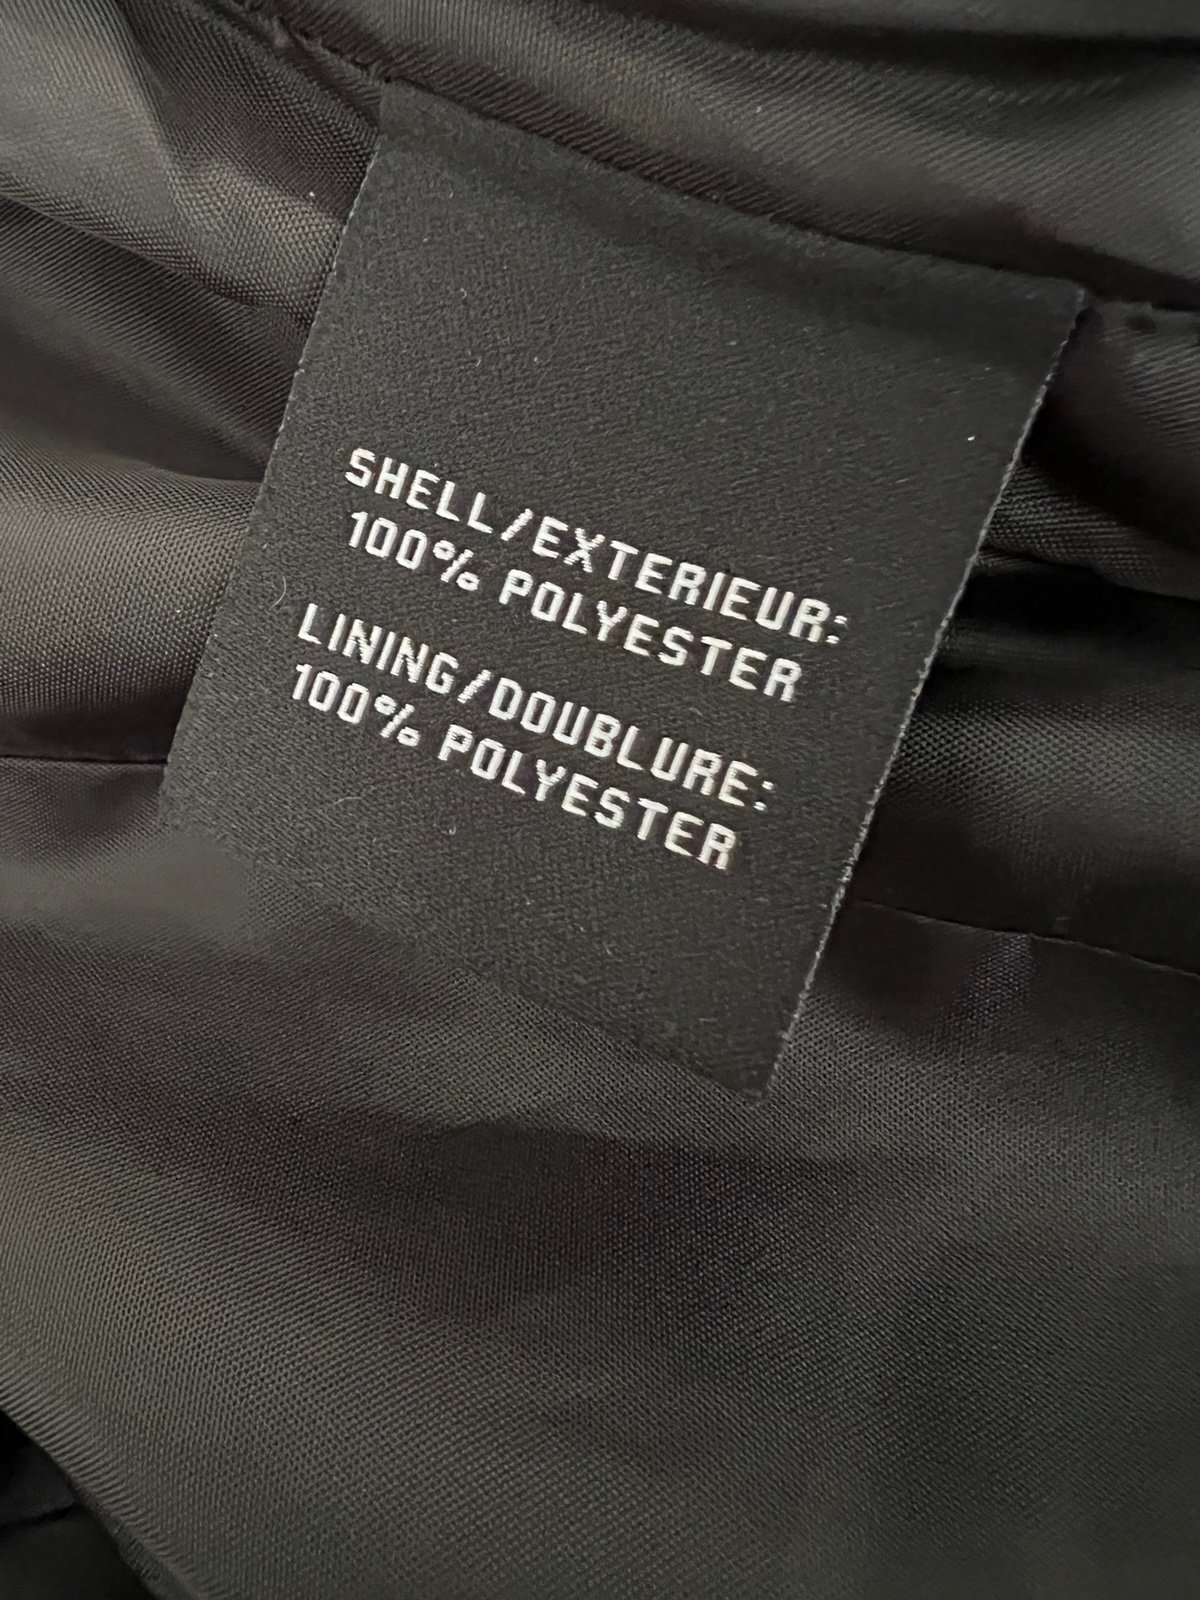 SHELL/EXTERIEUR:
100% POLYESTER
LINING/DOUBLURE:
100% POLYESTER